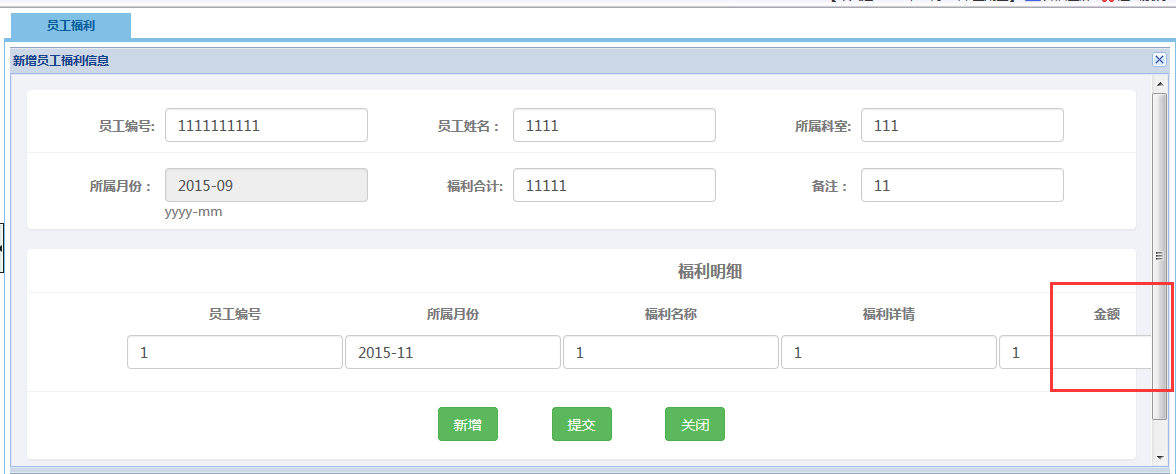 员工福利
新增员工福利信息
员工编号: 1111111111 员工姓名： 1111 所属科室: 111
所属月份： 2015-09 福利合计: 11111 备注： 11
yyyy-mm
福利明细
员工编号 所属月份 福利名称 福利详情 金额
1 2015-11 1 1 1
新增 提交 关闭